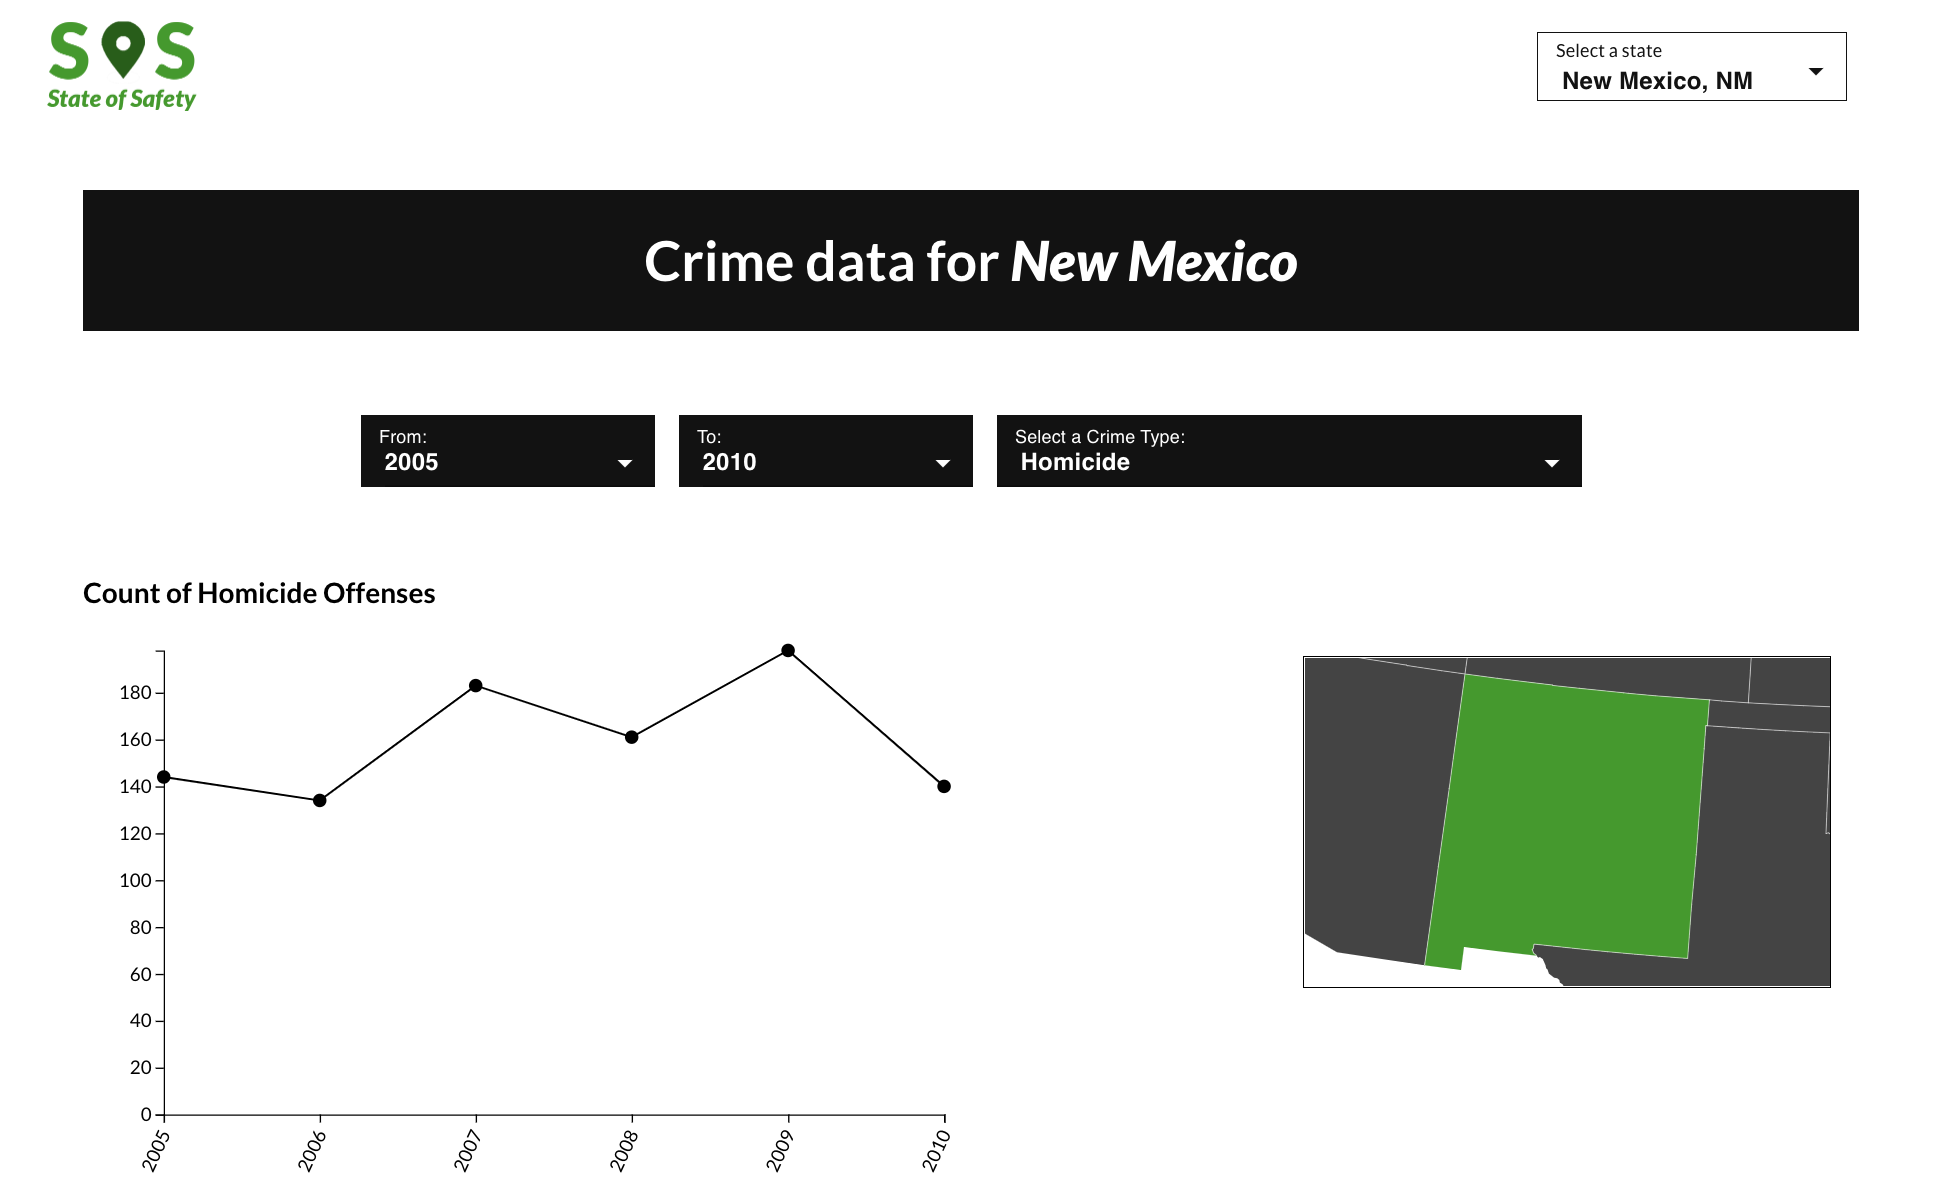 SOS
State of Safety
Select a state
New Mexico, NM
Crime data for New Mexico
From:
2005
To:
2010
Select a Crime Type:
Homicide
Count of Homicide Offenses
180
160
140
120
100
80
60
40
20
0
2005
2006
2007
2008
2009
2010